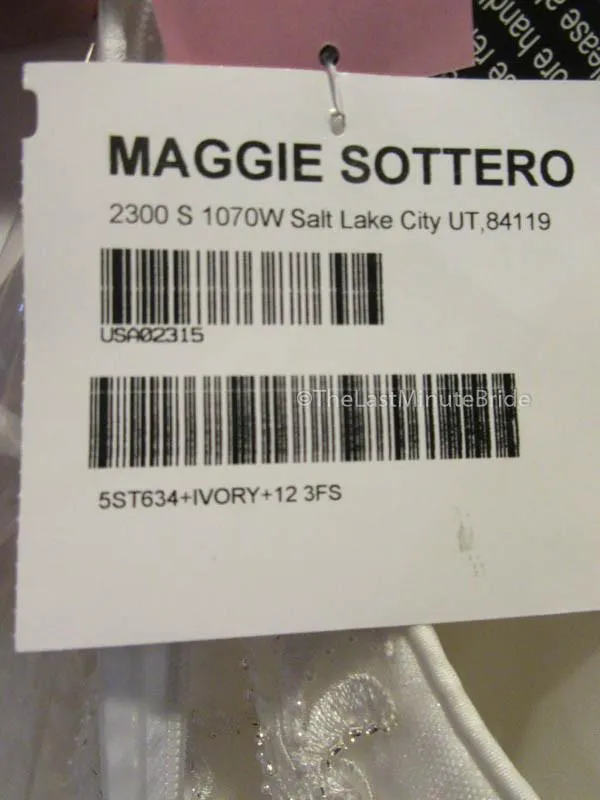 MAGGIE SOTTERO
2300 S 1070W Salt Lake City UT,84119
USA02315
©TheLastMinuteBride
5ST634+IVORY+12 3FS